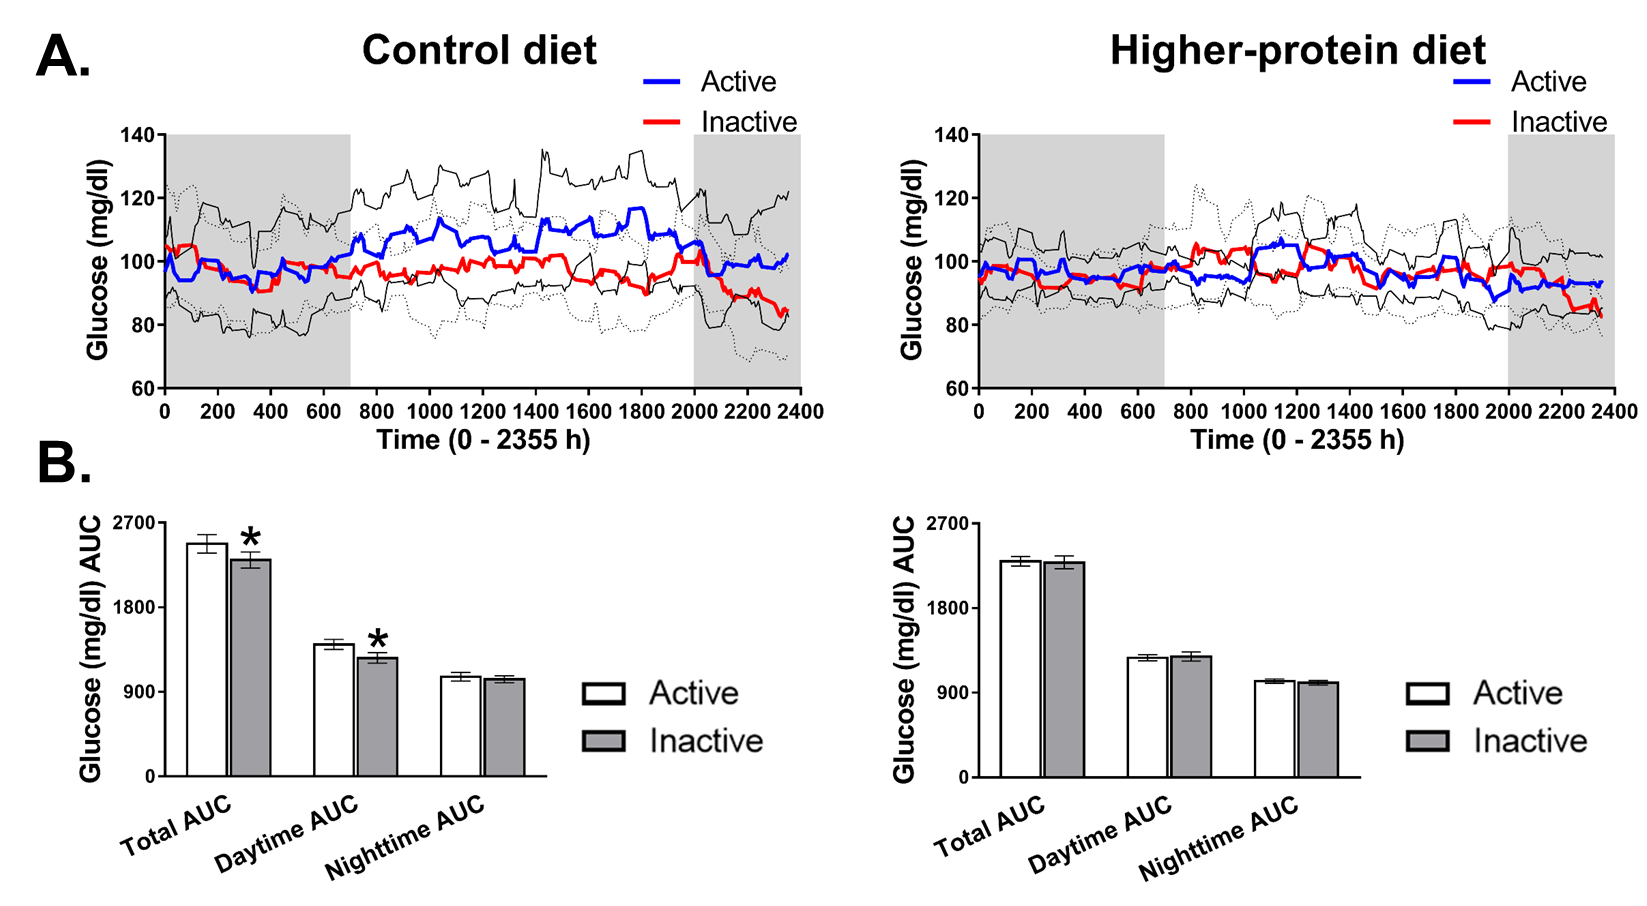 A.
Control diet
Active
Inactive
Glucose (mg/dl)
140
120
100
80
60
0 200 400 600 800 1000 1200 1400 1600 1800 2000 2200 2400
Time (0 - 2355 h)
Higher-protein diet
Active
Inactive
Glucose (mg/dl)
140
120
100
80
60
0 200 400 600 800 1000 1200 1400 1600 1800 2000 2200 2400
Time (0 - 2355 h)
B.
Glucose (mg/dl) AUC
2700
1800
900
0
*
*
Total AUC
Daytime AUC
Nighttime AUC
Active
Inactive
Glucose (mg/dl) AUC
2700
1800
900
0
Total AUC
Daytime AUC
Nighttime AUC
Active
Inactive